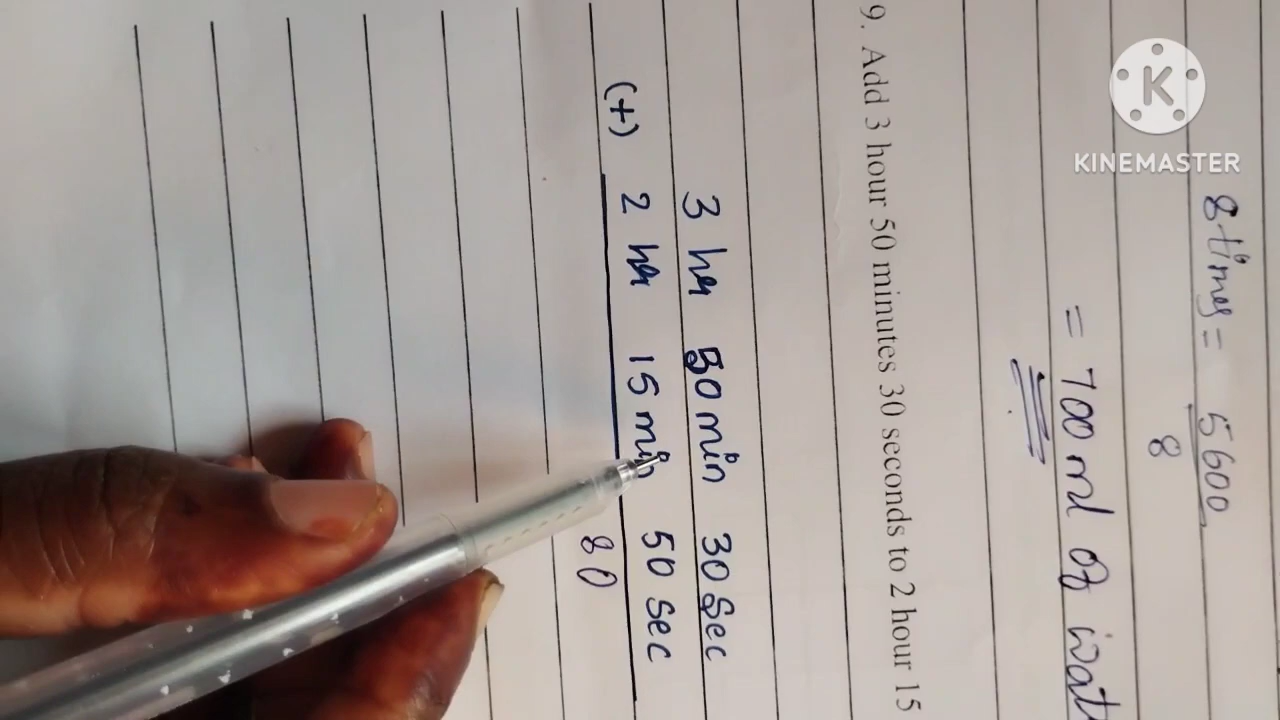 8 times = 5600
8
= 700 ml of wat
9. Add 3 hour 50 minutes 30 seconds to 2 hour 15
3 hr 50 min 30 Sec
(+) 2 hr 15 min 50 sec
80
K
KINEMASTER